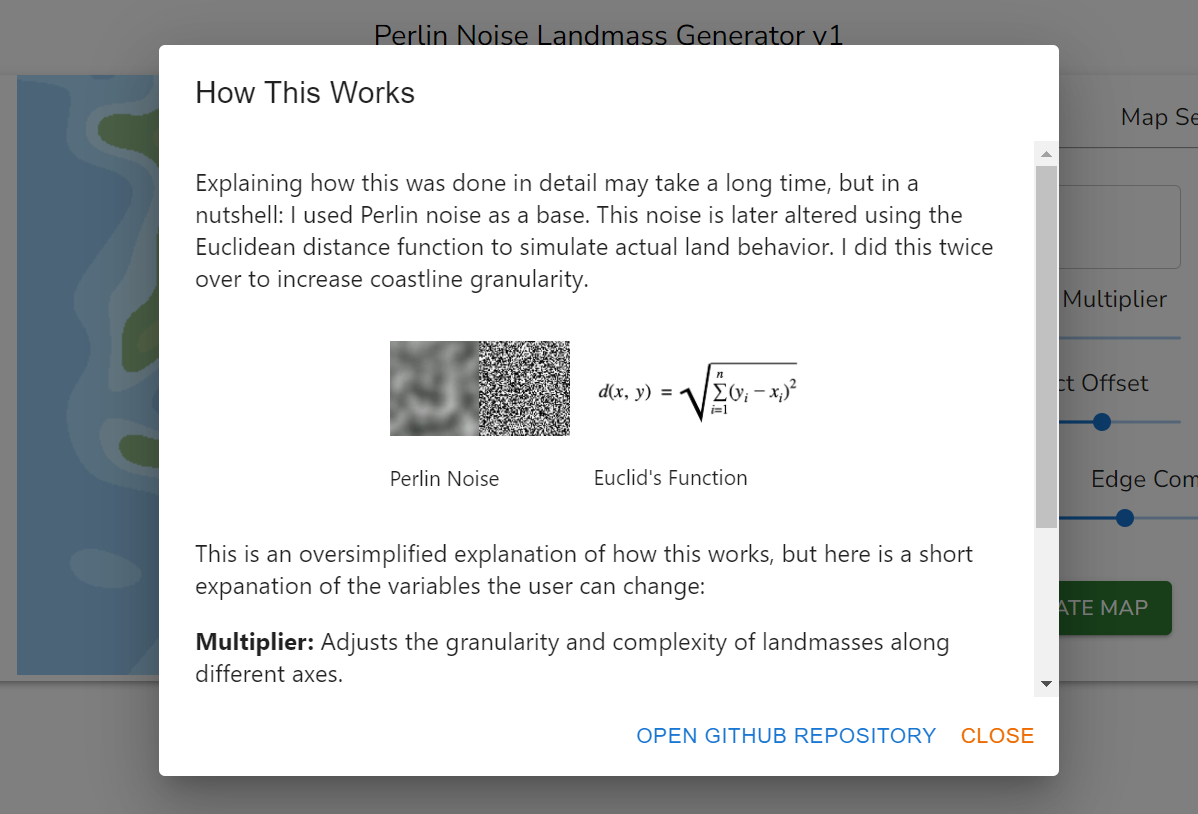 Perlin Noise Landmass Generator v1
How This Works
Map Se
Explaining how this was done in detail may take a long time, but in a
nutshell: I used Perlin noise as a base. This noise is later altered using the
Euclidean distance function to simulate actual land behavior. I did this twice
over to increase coastline granularity.
Multiplier
d(x, y) = √ n Σ i=1 (yᵢ − xᵢ)²
ct Offset
Perlin Noise
Euclid's Function
Edge Com
This is an oversimplified explanation of how this works, but here is a short
expanation of the variables the user can change:
ATE MAP
Multiplier: Adjusts the granularity and complexity of landmasses along
different axes.
OPEN GITHUB REPOSITORY
CLOSE